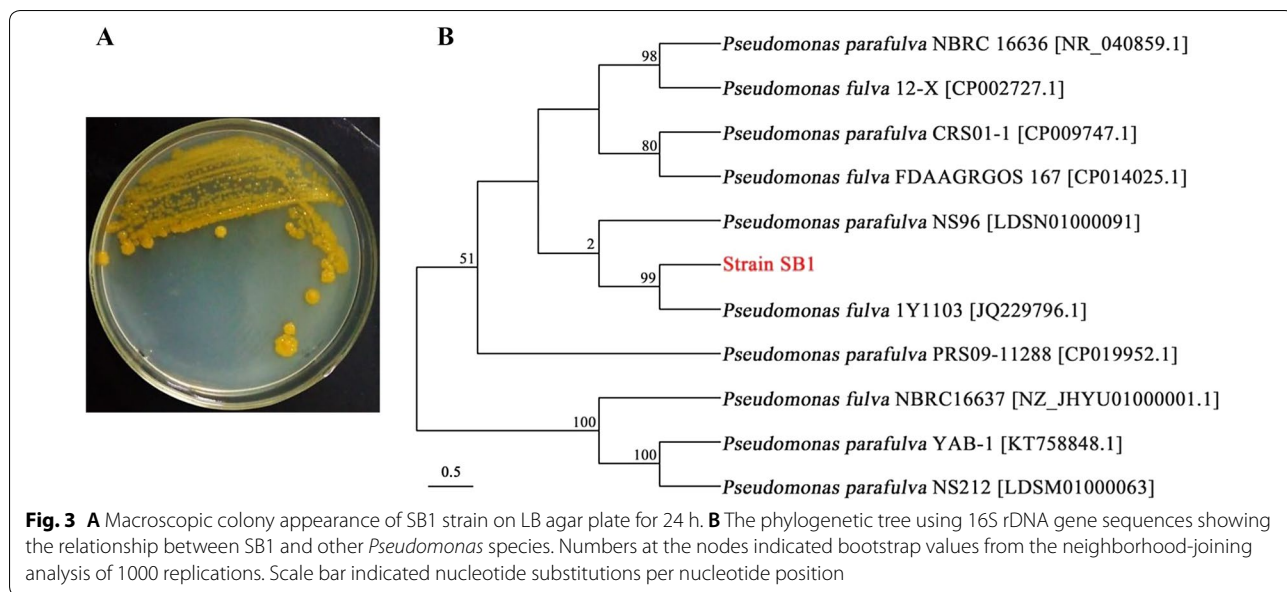 A
B
Pseudomonas parafulva NBRC 16636 [NR_040859.1]
98
Pseudomonas fulva 12-X [CP002727.1]
Pseudomonas parafulva CRS01-1 [CP009747.1]
80
Pseudomonas fulva FDAAGRGOS 167 [CP014025.1]
Pseudomonas parafulva NS96 [LDSN01000091]
2
51
Strain SB1
99
Pseudomonas fulva 1Y1103 [JQ229796.1]
Pseudomonas parafulva PRS09-11288 [CP019952.1]
Pseudomonas fulva NBRC16637 [NZ_JHYU01000001.1]
100
Pseudomonas parafulva YAB-1 [KT758848.1]
100
0.5
Pseudomonas parafulva NS212 [LDSM01000063]
Fig. 3 A Macroscopic colony appearance of SB1 strain on LB agar plate for 24 h. B The phylogenetic tree using 16S rDNA gene sequences showing
the relationship between SB1 and other Pseudomonas species. Numbers at the nodes indicated bootstrap values from the neighborhood-joining
analysis of 1000 replications. Scale bar indicated nucleotide substitutions per nucleotide position